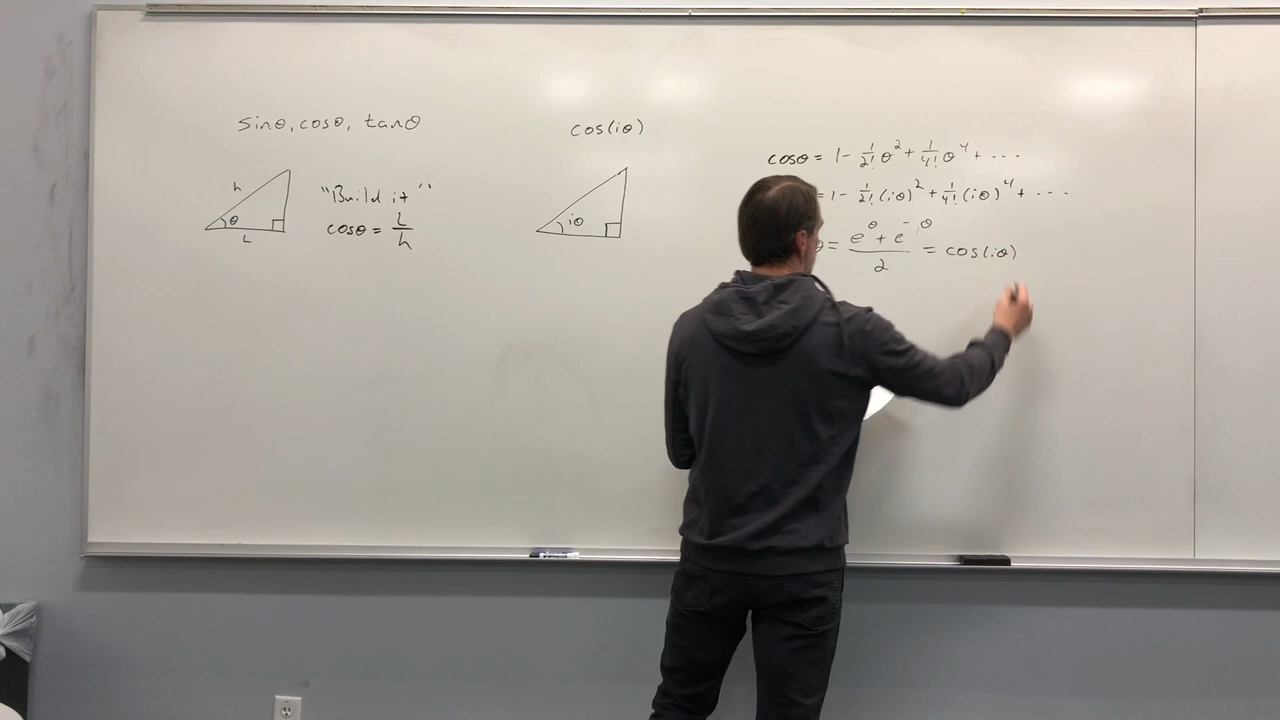 sinθ, cosθ, tanθ
h
θ
L
"Build it"
cosθ = L/h
cos(iθ)
iθ
cosθ = 1 - 1/2! θ² + 1/4! θ⁴ + ...
= 1 - 1/2! (iθ)² + 1/4! (iθ)⁴ + ...
θ = (e^θ + e^-θ)/2 = cos(iθ)